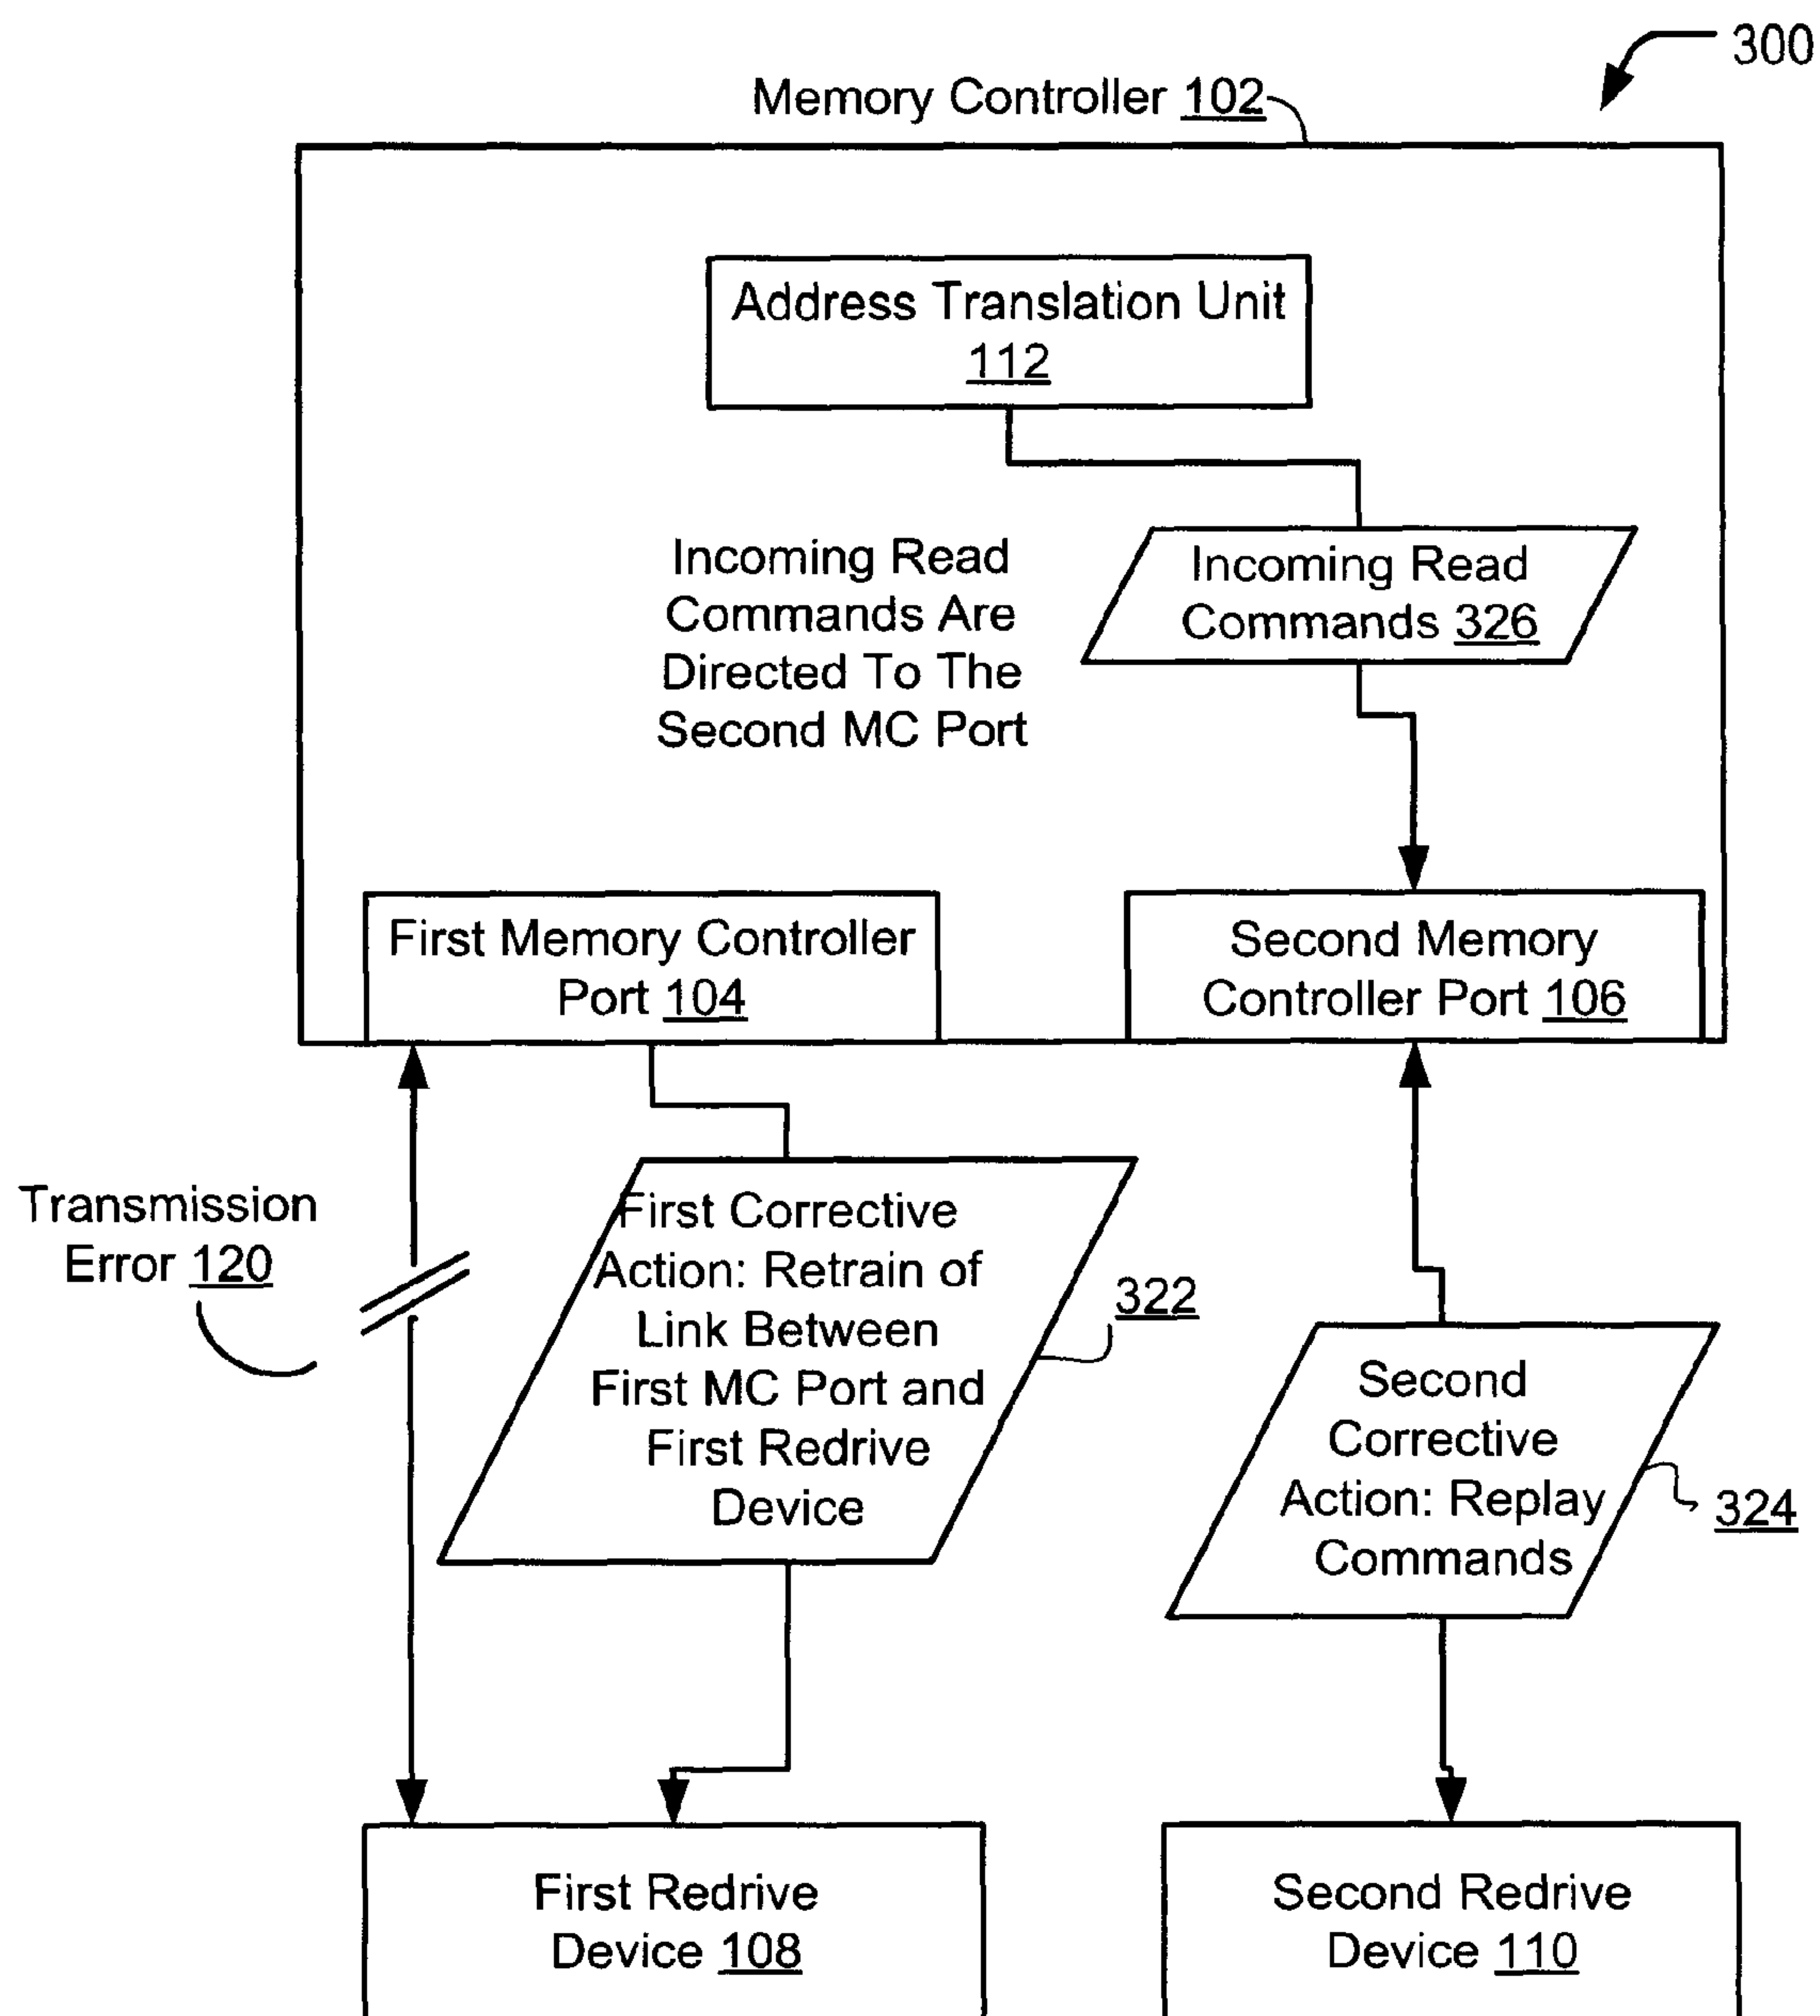 300
Memory Controller 102
Address Translation Unit
112
Incoming Read
Commands Are
Directed To The
Second MC Port
Incoming Read
Commands 326
First Memory Controller
Port 104
Second Memory
Controller Port 106
Transmission
Error 120
First Corrective
Action: Retrain of
Link Between
First MC Port and
First Redrive
Device
322
Second
Corrective
Action: Replay
Commands
324
First Redrive
Device 108
Second Redrive
Device 110